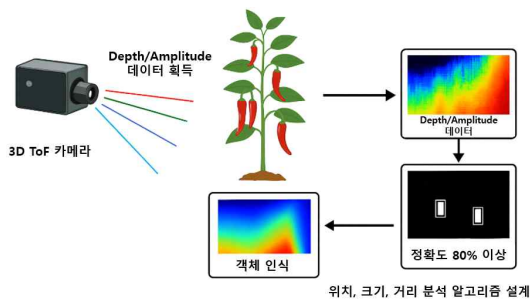 Depth/Amplitude
데이터 획득
3D ToF 카메라
Depth/Amplitude
데이터
정확도 80% 이상
객체 인식
위치, 크기, 거리 분석 알고리즘 설계